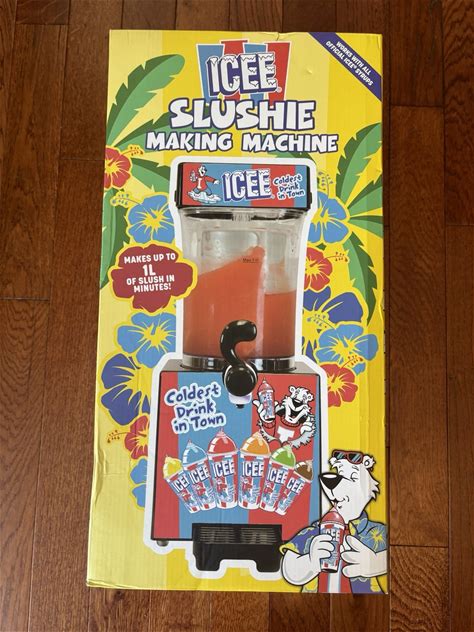 WORKS WITH ALL
OFFICIAL ICEE® SYRUPS
ICEE
SLUSHIE
MAKING MACHINE
ICEE
Coldest
Drink
in Town
MAKES UP TO
1L
OF SLUSH IN
MINUTES!
Coldest
Drink
in Town
ICEE
ICEE
ICEE
ICEE
ICEE
ICEE